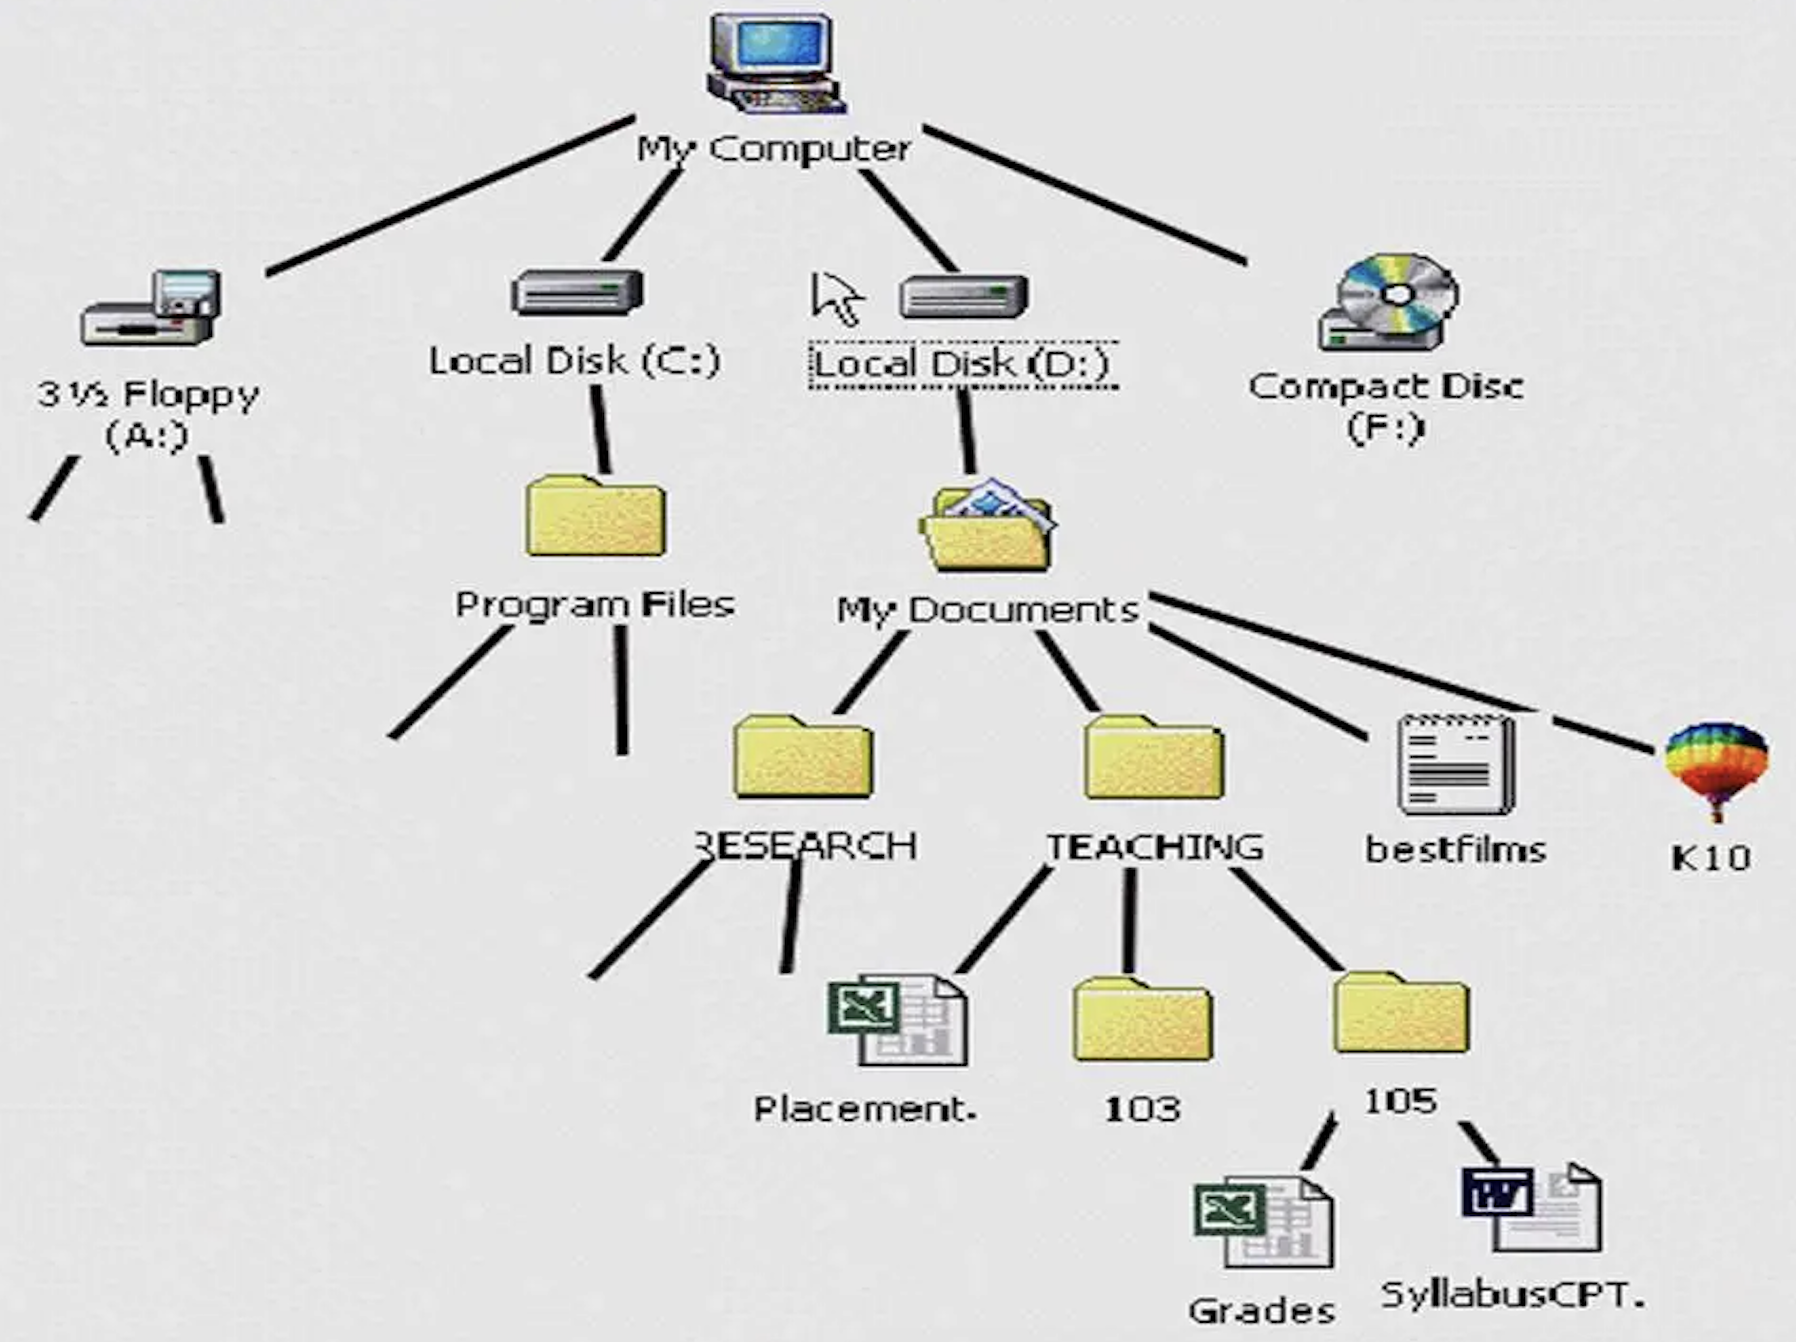 My Computer
3½ Floppy
(A:)
Local Disk (C:)
Local Disk (D:)
Compact Disc
(F:)
Program Files
My Documents
RESEARCH
TEACHING
bestfilms
K10
Placement.
103
105
Grades
SyllabusCPT.